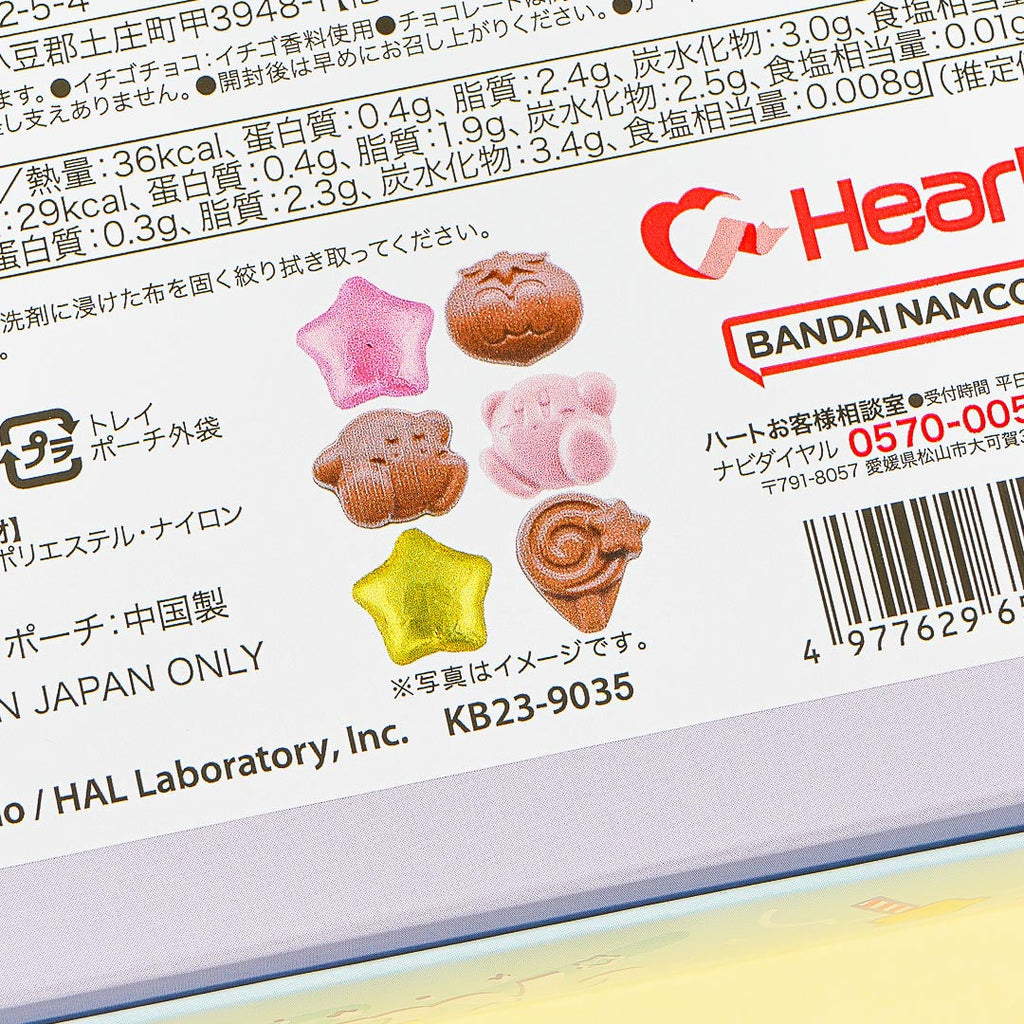 2-5-4
豆郡土庄町甲3948-1
ます。●イチゴチョコ:イチゴ香料使用●チョコレートは
し支えありません。●開封後は早めにお召し上がりください。●
／熱量:36kcal、蛋白質:0.4g、脂質:2.4g、炭水化物:3.0g、食塩相当量:0.01g
:29kcal、蛋白質:0.4g、脂質:1.9g、炭水化物:2.5g、食塩相当量:0.008g
蛋白質:0.3g、脂質:2.3g、炭水化物:3.4g、食塩相当量:0.008g](推定
洗剤に浸けた布を固く絞り拭き取ってください。
。
プラ
トレイ
ポーチ外袋
ポリエステル・ナイロン
ポーチ:中国製
N JAPAN ONLY
※写真はイメージです。
o / HAL Laboratory, Inc. KB23-9035
Heart
BANDAI NAMCO
ハートお客様相談室●受付時間 平日
ナビダイヤル 0570-005
〒791-8057 愛媛県松山市大可賀
4 977629 6